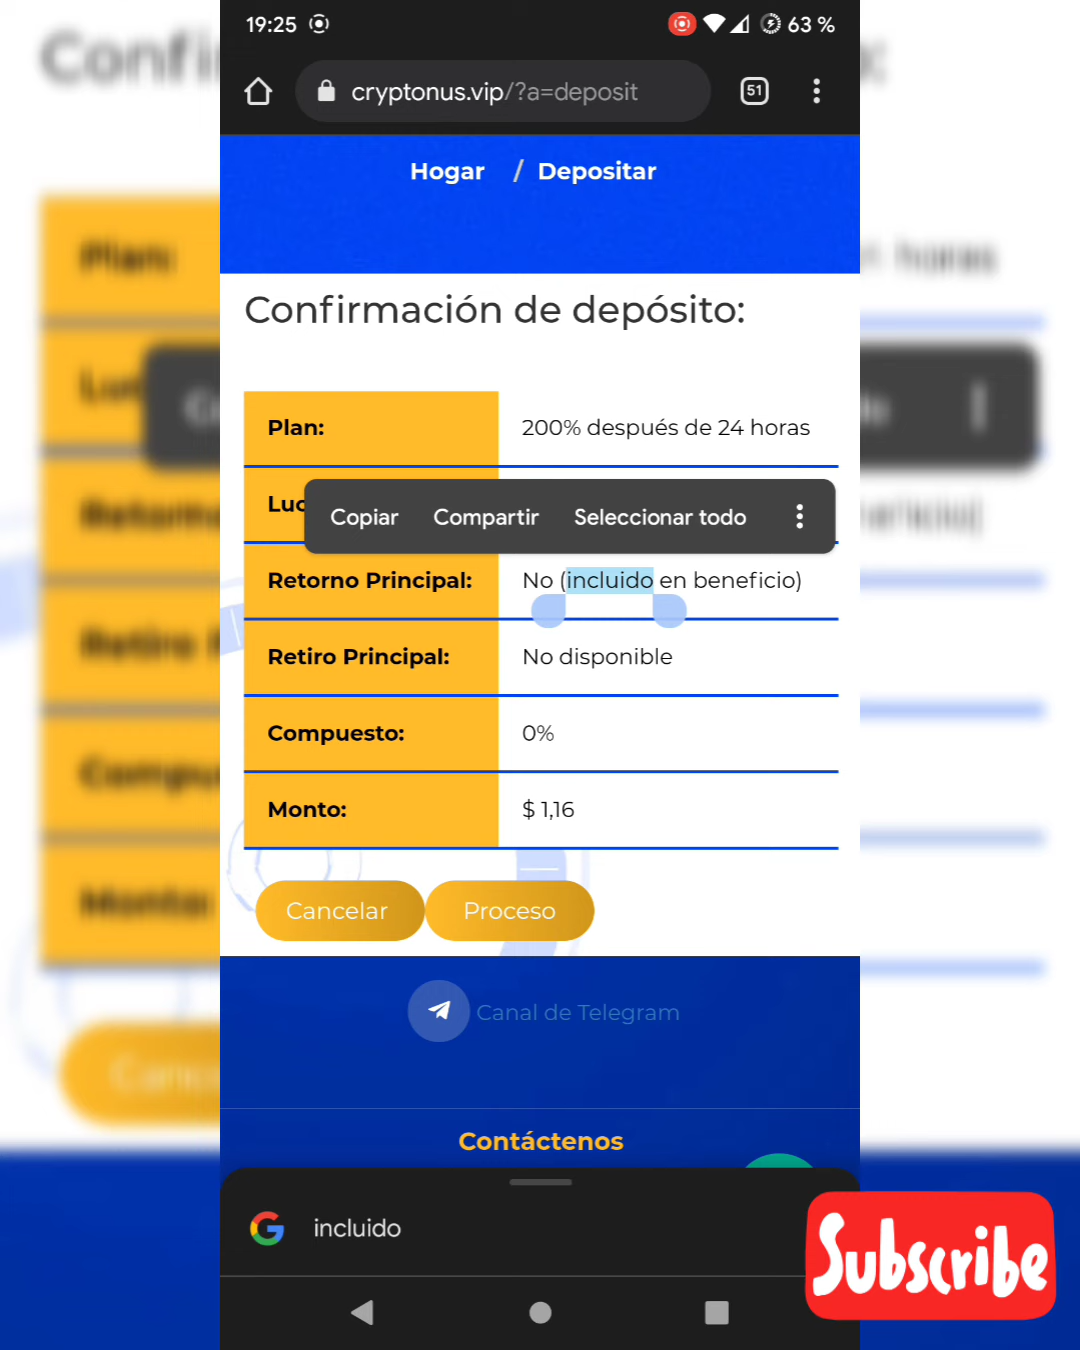 19:25 63 %
cryptonus.vip/?a=deposit 51
Hogar / Depositar
Confirmación de depósito:
Plan: 200% después de 24 horas
Luc
Copiar Compartir Seleccionar todo
Retorno Principal: No (incluido en beneficio)
Retiro Principal: No disponible
Compuesto: 0%
Monto: $ 1,16
Cancelar Proceso
Canal de Telegram
Contáctenos
G incluido
Subscribe